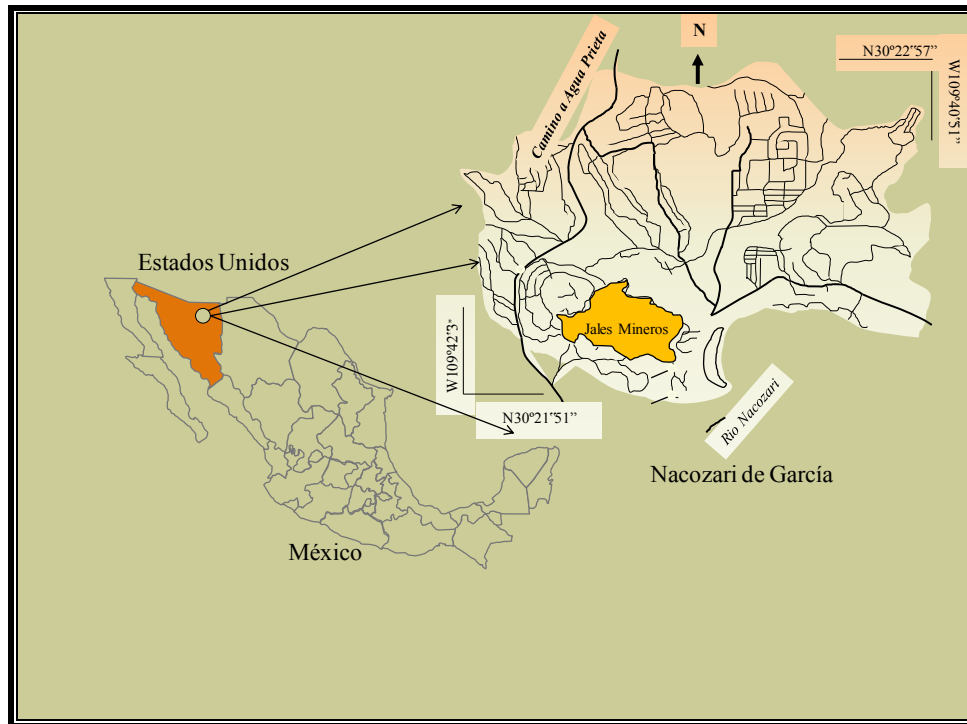 N
N30º22'57”
W109º40'51”
Camino a Agua Prieta
Estados Unidos
Jales Mineros
W109º42'3"
N30º21'51”
Rio Nacozari
Nacozari de García
México